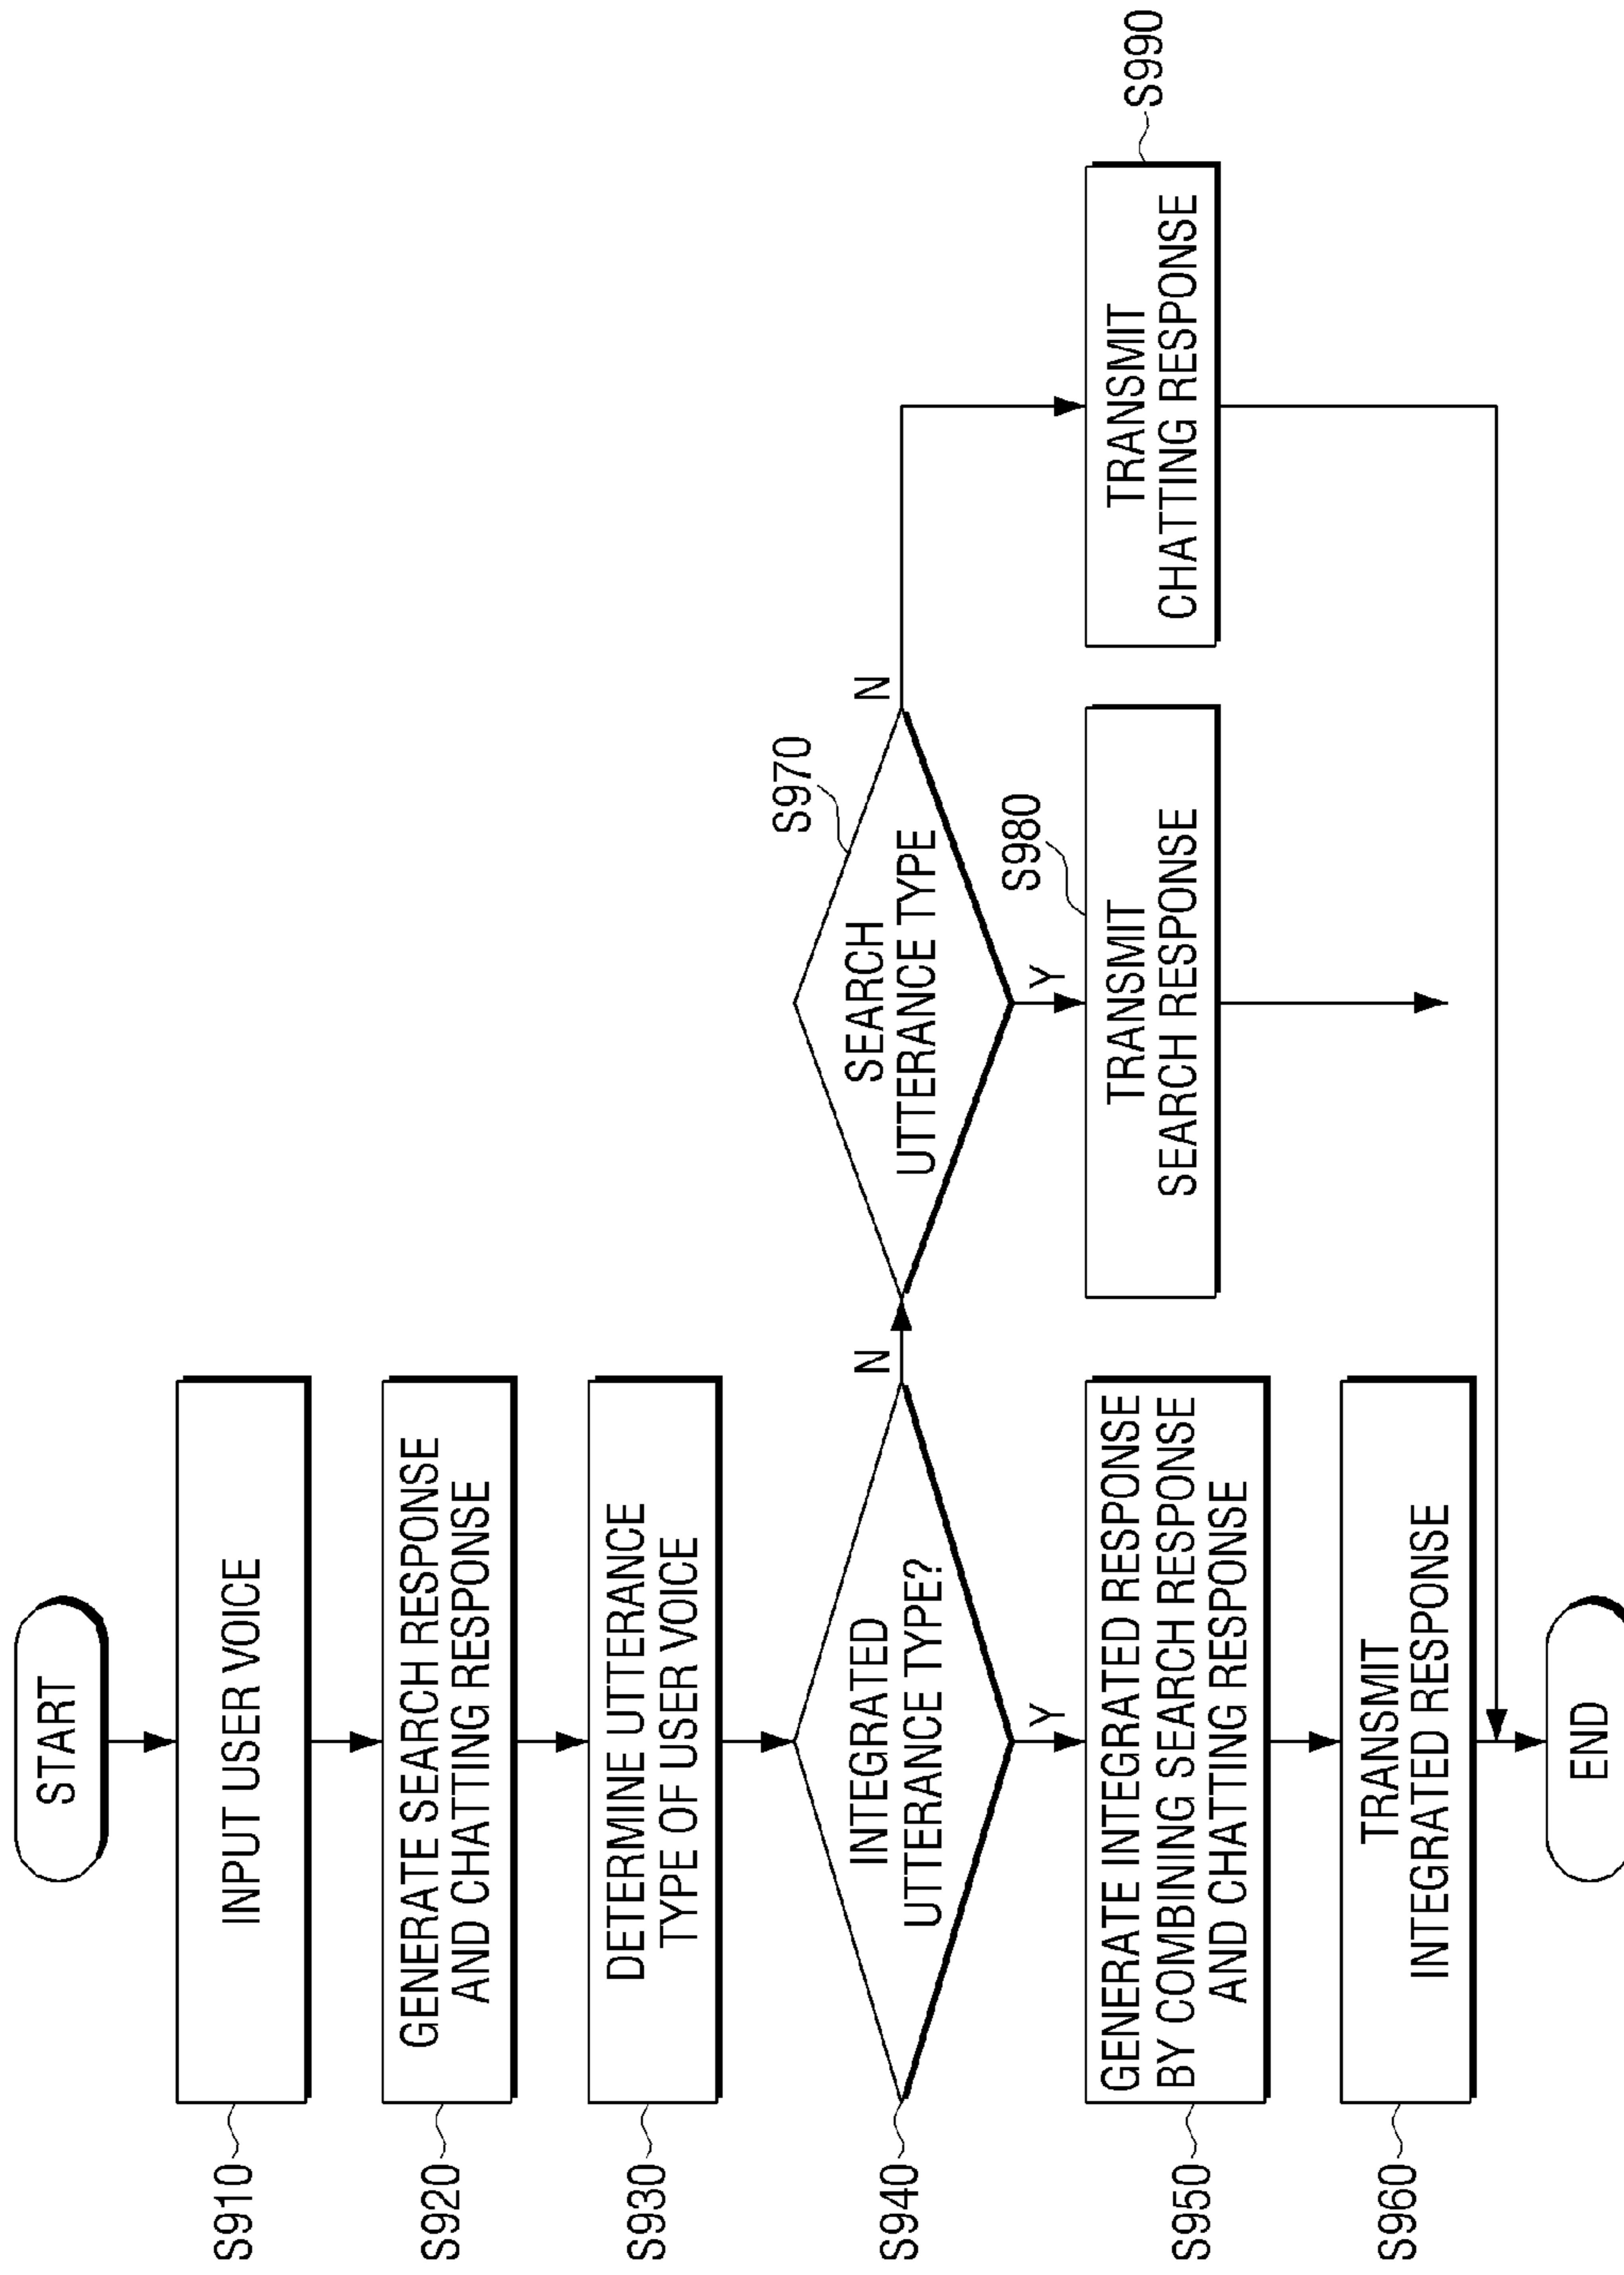 START
S910
INPUT USER VOICE
S920
GENERATE SEARCH RESPONSE
AND CHATTING RESPONSE
S930
DETERMINE UTTERANCE
TYPE OF USER VOICE
S940
INTEGRATED
UTTERANCE TYPE?
N
Y
S970
SEARCH
UTTERANCE TYPE
N
Y
S950
GENERATE INTEGRATED RESPONSE
BY COMBINING SEARCH RESPONSE
AND CHATTING RESPONSE
S980
TRANSMIT
SEARCH RESPONSE
TRANSMIT
CHATTING RESPONSE
S990
S960
TRANSMIT
INTEGRATED RESPONSE
END